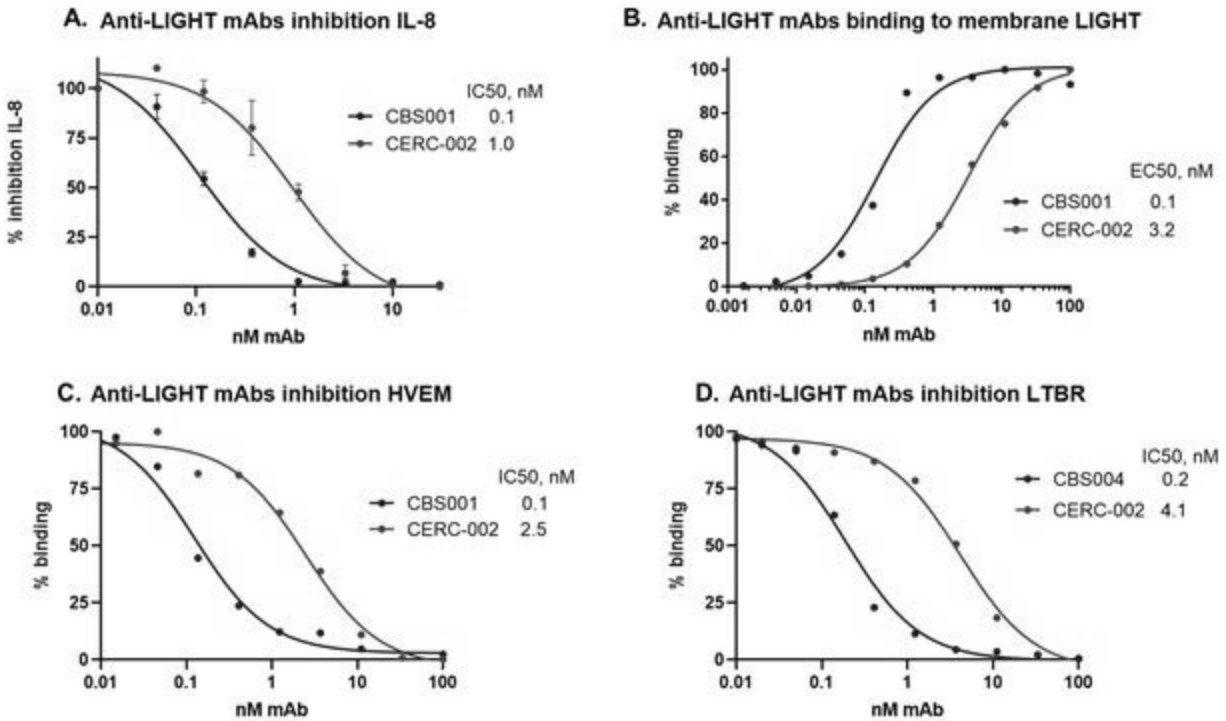 A. Anti-LIGHT mAbs inhibition IL-8
% inhibition IL-8
100
75
50
25
0
0.01 0.1 1 10
nM mAb
IC50, nM
CBS001 0.1
CERC-002 1.0
B. Anti-LIGHT mAbs binding to membrane LIGHT
% binding
100
80
60
40
20
0
0.001 0.01 0.1 1 10 100
nM mAb
EC50, nM
CBS001 0.1
CERC-002 3.2
C. Anti-LIGHT mAbs inhibition HVEM
% binding
100
75
50
25
0
0.01 0.1 1 10 100
nM mAb
IC50, nM
CBS001 0.1
CERC-002 2.5
D. Anti-LIGHT mAbs inhibition LTBR
% binding
100
75
50
25
0
0.01 0.1 1 10 100
nM mAb
IC50, nM
CBS004 0.2
CERC-002 4.1